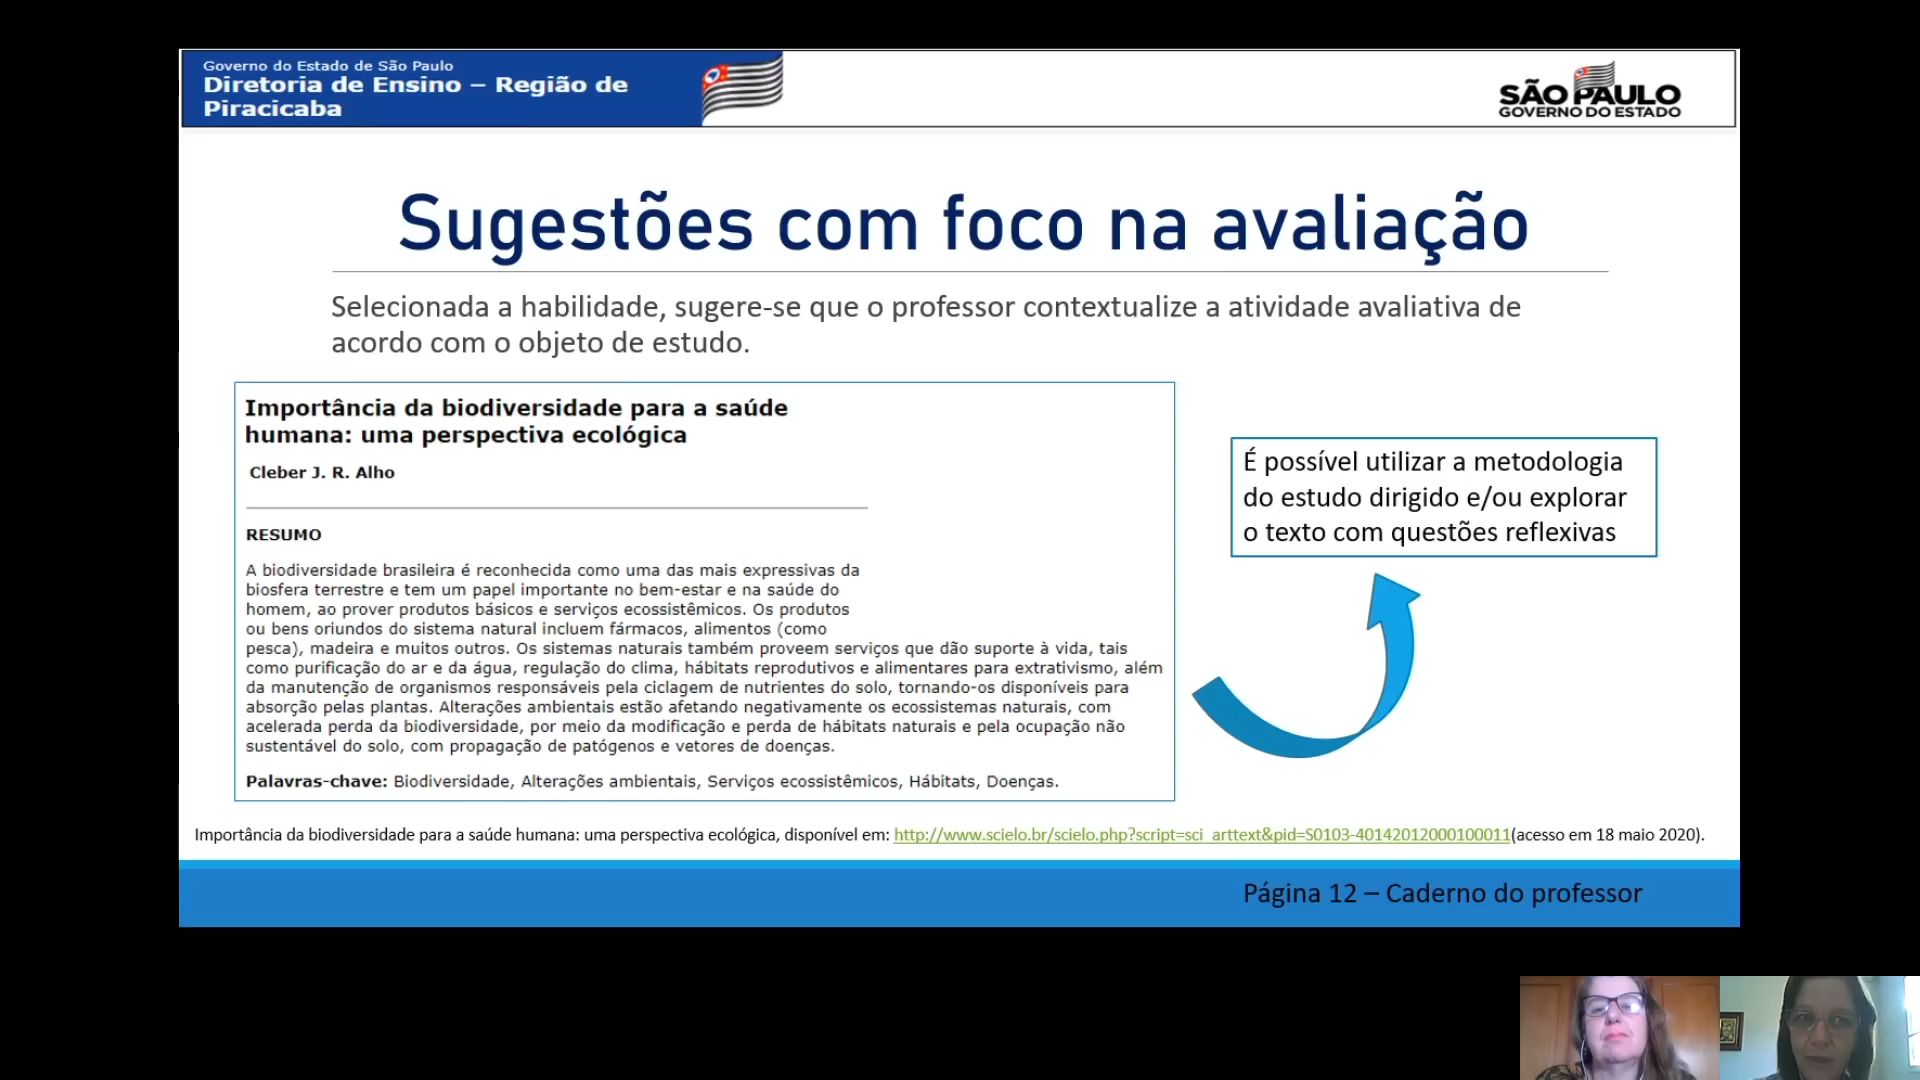 Governo do Estado de São Paulo
Diretoria de Ensino – Região de
Piracicaba
SÃO PAULO
GOVERNO DO ESTADO
Sugestões com foco na avaliação
Selecionada a habilidade, sugere-se que o professor contextualize a atividade avaliativa de
acordo com o objeto de estudo.
Importância da biodiversidade para a saúde
humana: uma perspectiva ecológica
Cleber J. R. Alho
RESUMO
A biodiversidade brasileira é reconhecida como uma das mais expressivas da
biosfera terrestre e tem um papel importante no bem-estar e na saúde do
homem, ao prover produtos básicos e serviços ecossistêmicos. Os produtos
ou bens oriundos do sistema natural incluem fármacos, alimentos (como
pesca), madeira e muitos outros. Os sistemas naturais também proveem serviços que dão suporte à vida, tais
como purificação do ar e da água, regulação do clima, hábitats reprodutivos e alimentares para extrativismo, além
da manutenção de organismos responsáveis pela ciclagem de nutrientes do solo, tornando-os disponíveis para
absorção pelas plantas. Alterações ambientais estão afetando negativamente os ecossistemas naturais, com
acelerada perda da biodiversidade, por meio da modificação e perda de hábitats naturais e pela ocupação não
sustentável do solo, com propagação de patógenos e vetores de doenças.
Palavras-chave: Biodiversidade, Alterações ambientais, Serviços ecossistêmicos, Hábitats, Doenças.
É possível utilizar a metodologia
do estudo dirigido e/ou explorar
o texto com questões reflexivas
Importância da biodiversidade para a saúde humana: uma perspectiva ecológica, disponível em: http://www.scielo.br/scielo.php?script=sci_arttext&pid=S0103-40142012000100011(acesso em 18 maio 2020).
Página 12 – Caderno do professor